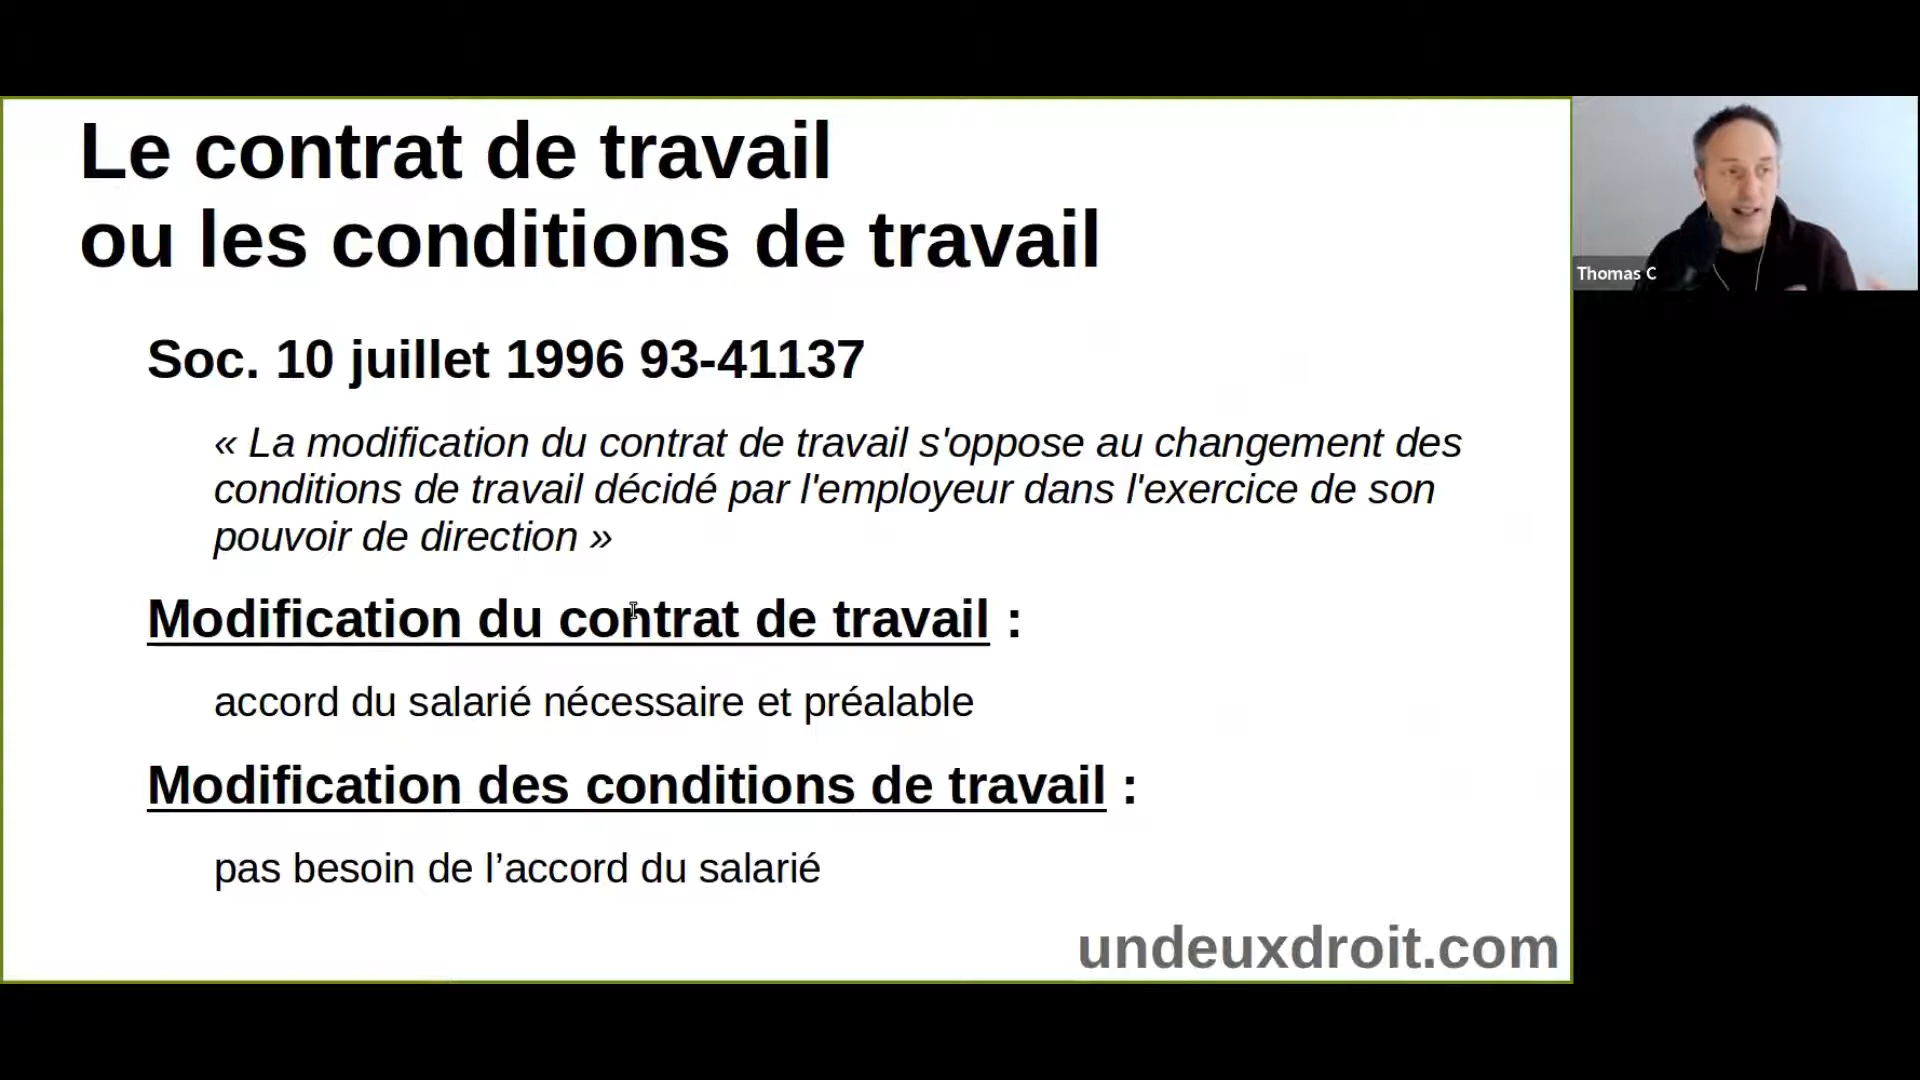 Le contrat de travail
ou les conditions de travail
Soc. 10 juillet 1996 93-41137
« La modification du contrat de travail s'oppose au changement des
conditions de travail décidé par l'employeur dans l'exercice de son
pouvoir de direction »
Modification du contrat de travail :
accord du salarié nécessaire et préalable
Modification des conditions de travail :
pas besoin de l’accord du salarié
undeuxdroit.com
Thomas C